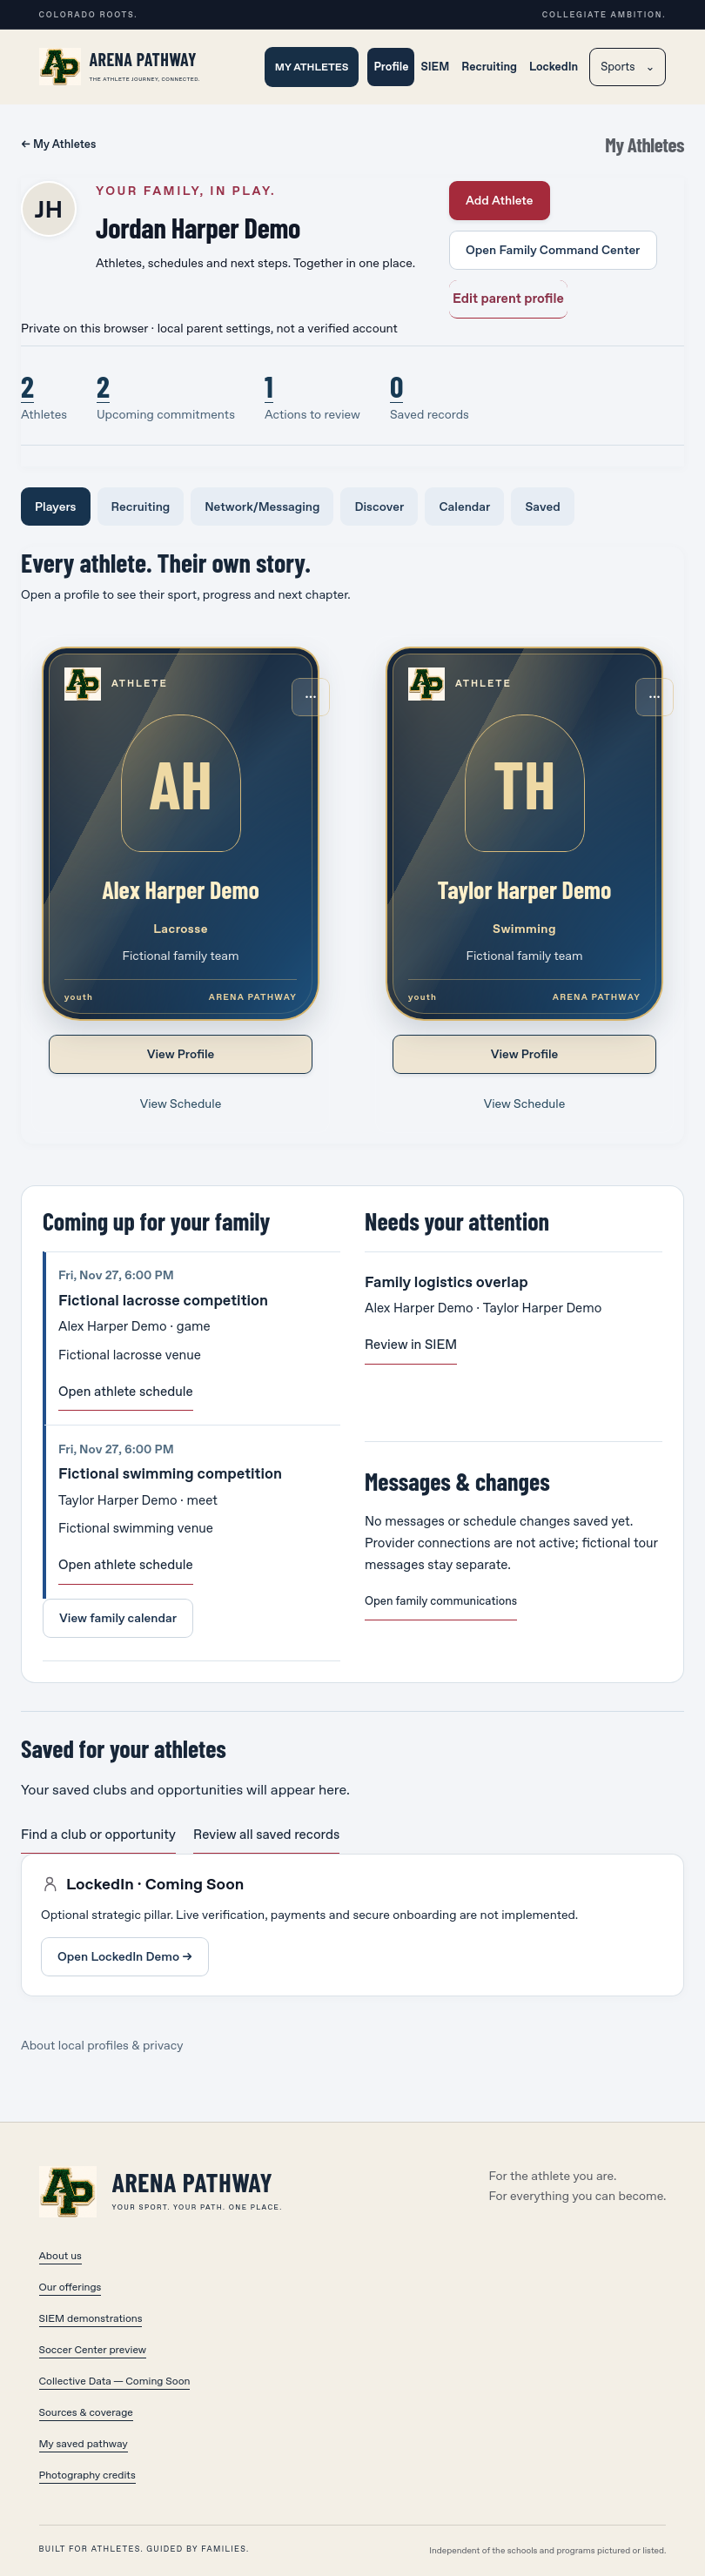 COLORADO ROOTS.
COLLEGIATE AMBITION.
AP
ARENA PATHWAY
THE ATHLETE JOURNEY, CONNECTED.
MY ATHLETES
Profile
SIEM
Recruiting
LockedIn
Sports
← My Athletes
My Athletes
JH
YOUR FAMILY, IN PLAY.
Jordan Harper Demo
Athletes, schedules and next steps. Together in one place.
Add Athlete
Open Family Command Center
Edit parent profile
Private on this browser · local parent settings, not a verified account
2
Athletes
2
Upcoming commitments
1
Actions to review
0
Saved records
Players
Recruiting
Network/Messaging
Discover
Calendar
Saved
Every athlete. Their own story.
Open a profile to see their sport, progress and next chapter.
AP
ATHLETE
...
AH
Alex Harper Demo
Lacrosse
Fictional family team
youth
ARENA PATHWAY
View Profile
View Schedule
AP
ATHLETE
...
TH
Taylor Harper Demo
Swimming
Fictional family team
youth
ARENA PATHWAY
View Profile
View Schedule
Coming up for your family
Fri, Nov 27, 6:00 PM
Fictional lacrosse competition
Alex Harper Demo · game
Fictional lacrosse venue
Open athlete schedule
Fri, Nov 27, 6:00 PM
Fictional swimming competition
Taylor Harper Demo · meet
Fictional swimming venue
Open athlete schedule
View family calendar
Needs your attention
Family logistics overlap
Alex Harper Demo · Taylor Harper Demo
Review in SIEM
Messages & changes
No messages or schedule changes saved yet.
Provider connections are not active; fictional tour
messages stay separate.
Open family communications
Saved for your athletes
Your saved clubs and opportunities will appear here.
Find a club or opportunity
Review all saved records
LockedIn · Coming Soon
Optional strategic pillar. Live verification, payments and secure onboarding are not implemented.
Open LockedIn Demo →
About local profiles & privacy
AP
ARENA PATHWAY
YOUR SPORT. YOUR PATH. ONE PLACE.
For the athlete you are.
For everything you can become.
About us
Our offerings
SIEM demonstrations
Soccer Center preview
Collective Data — Coming Soon
Sources & coverage
My saved pathway
Photography credits
BUILT FOR ATHLETES. GUIDED BY FAMILIES.
Independent of the schools and programs pictured or listed.